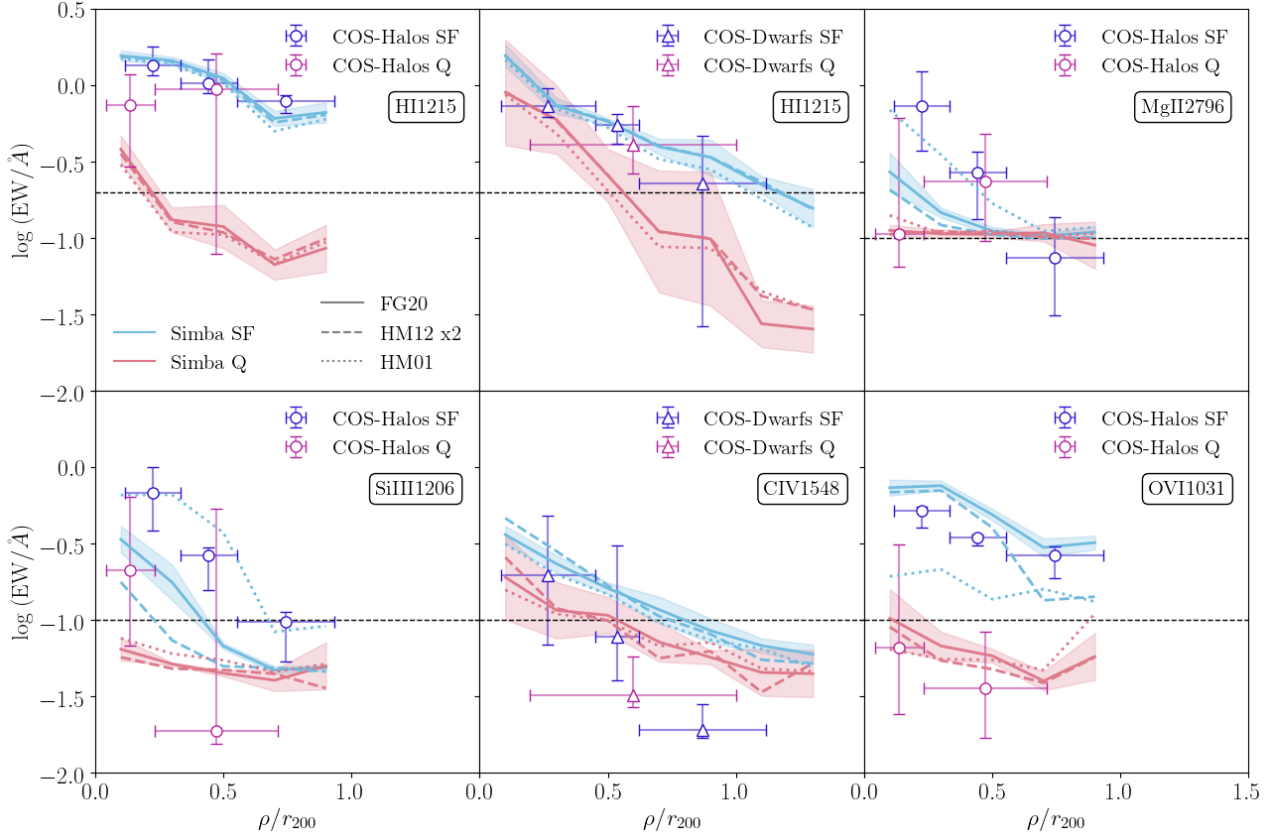 0.5
0.0
−0.5
−1.0
−1.5
−2.0
log (EW/Å)
COS-Halos SF
COS-Halos Q
HI1215
Simba SF
Simba Q
FG20
HM12 x2
HM01
COS-Dwarfs SF
COS-Dwarfs Q
HI1215
COS-Halos SF
COS-Halos Q
MgII2796
0.0
−0.5
−1.0
−1.5
−2.0
log (EW/Å)
COS-Halos SF
COS-Halos Q
SiIII1206
COS-Dwarfs SF
COS-Dwarfs Q
CIV1548
COS-Halos SF
COS-Halos Q
OVI1031
0.0 0.5 1.0
0.0 0.5 1.0
0.0 0.5 1.0 1.5
ρ/r₂₀₀
ρ/r₂₀₀
ρ/r₂₀₀